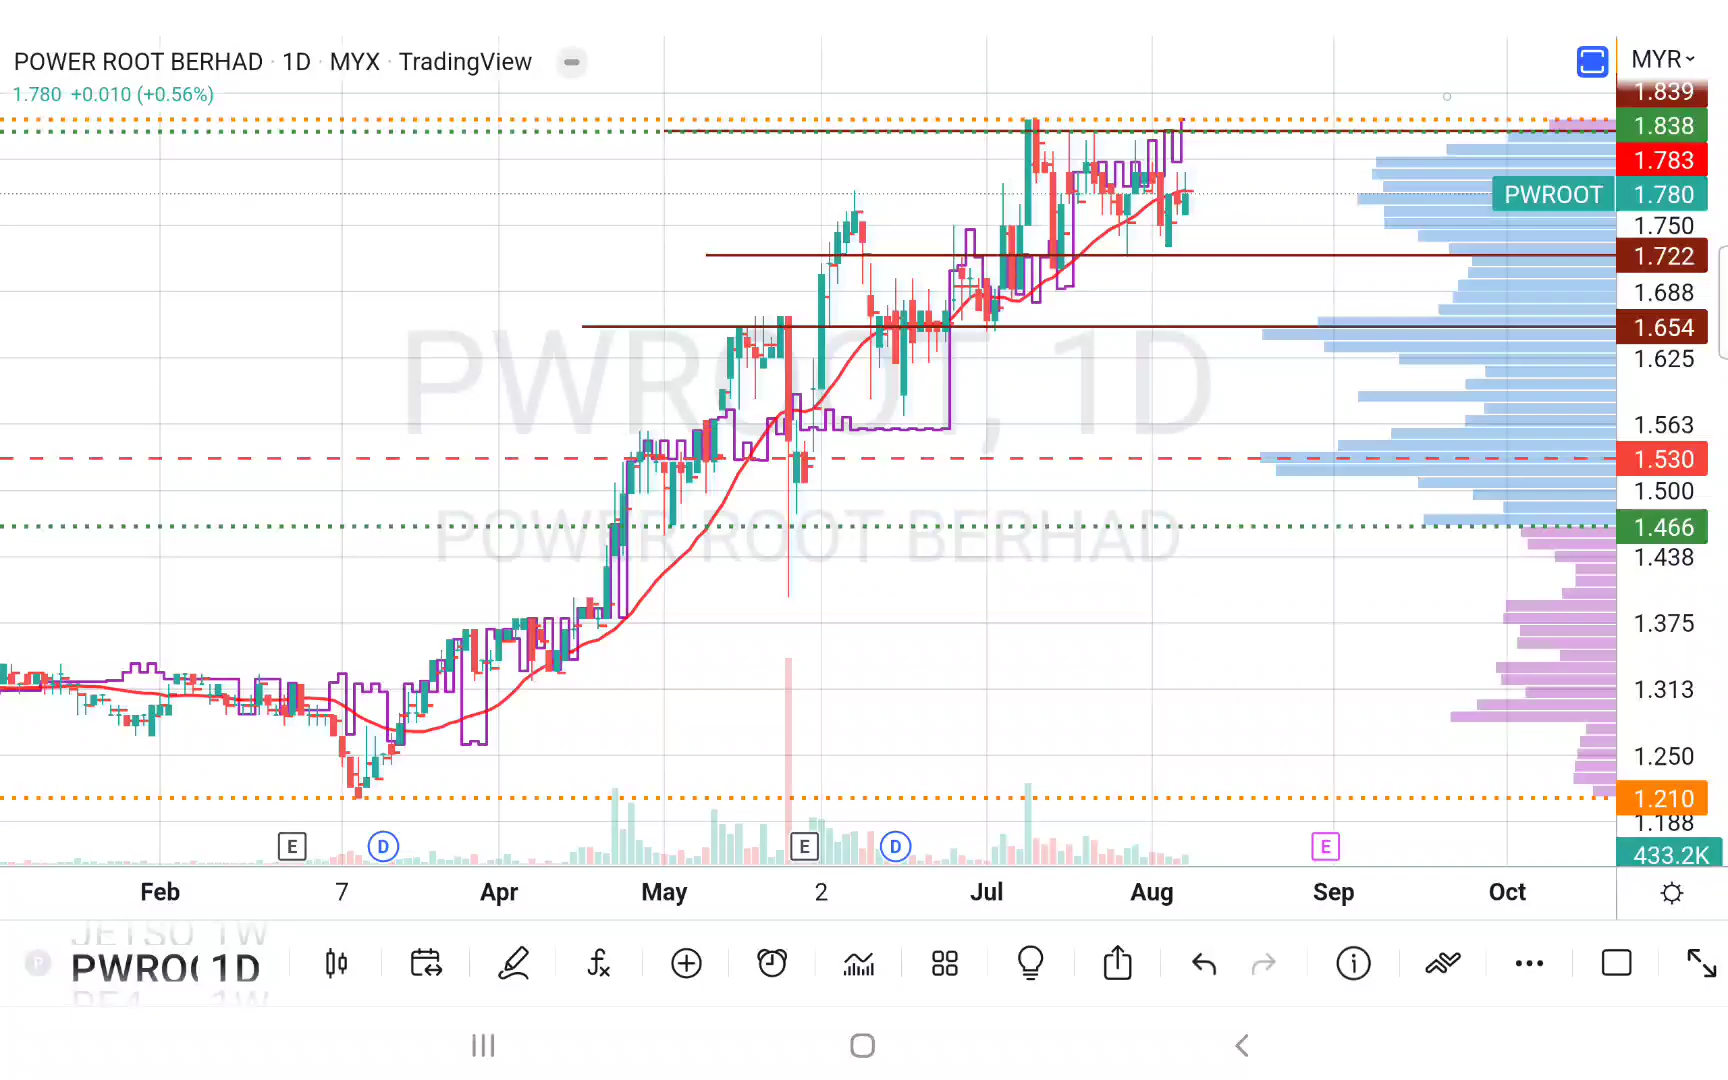 POWER ROOT BERHAD · 1D · MYX · TradingView
MYR
1.780 +0.010 (+0.56%)
1.839
1.838
1.783
PWROOT 1.780
1.750
1.722
1.688
1.654
1.625
PWROOT, 1D
1.563
1.530
1.500
1.466
POWER ROOT BERHAD
1.438
1.375
1.313
1.250
1.210
1.188
E D E D E
433.2K
Feb 7 Apr May 2 Jul Aug Sep Oct
JETSO 1W
P PWRO 1D